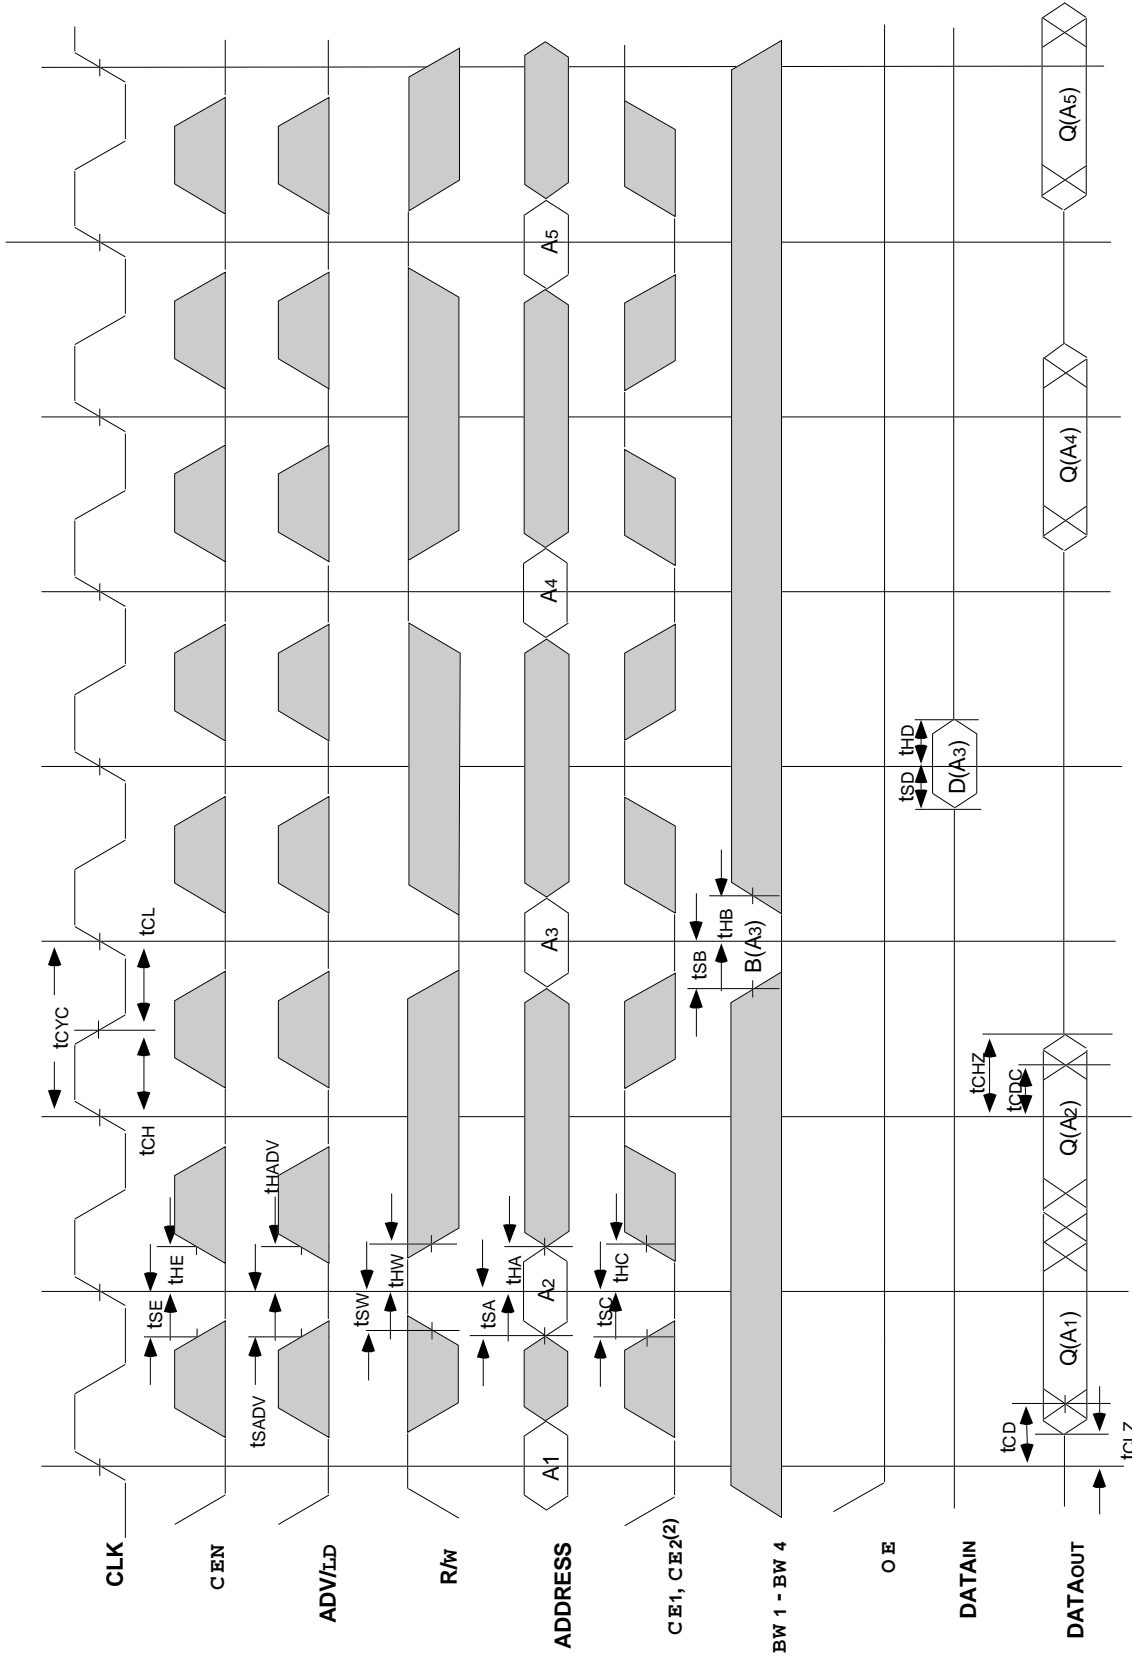 CLK
tCYC
tCH
tCL
CEN
tSE
tHE
ADV/LD
tSADV
tHADV
R/W
tSW
tHW
ADDRESS
A1
A2
A3
A4
A5
tSA
tHA
CE1, CE2(2)
tSC
tHC
BW1 - BW4
B(A3)
tSB
tHB
OE
DATAIN
D(A3)
tSD
tHD
DATAOUT
tCD
tCLZ
Q(A1)
Q(A2)
tCHZ
tCDC
Q(A4)
Q(A5)